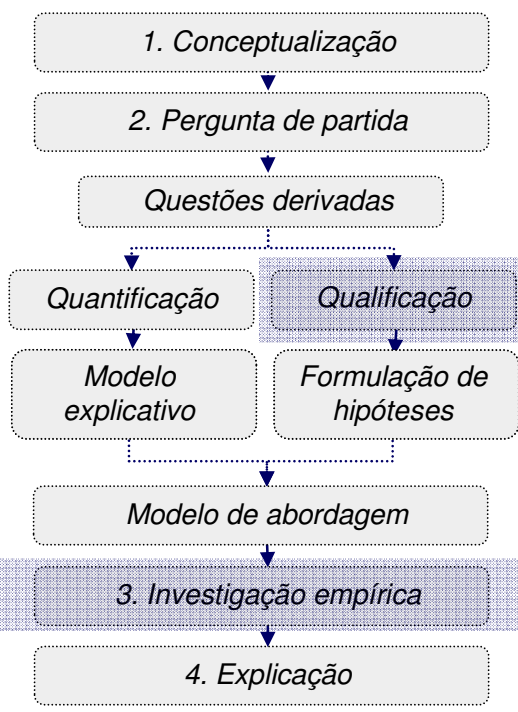 1. Conceptualização
2. Pergunta de partida
Questões derivadas
Quantificação
Qualificação
Modelo
explicativo
Formulação de
hipóteses
Modelo de abordagem
3. Investigação empírica
4. Explicação